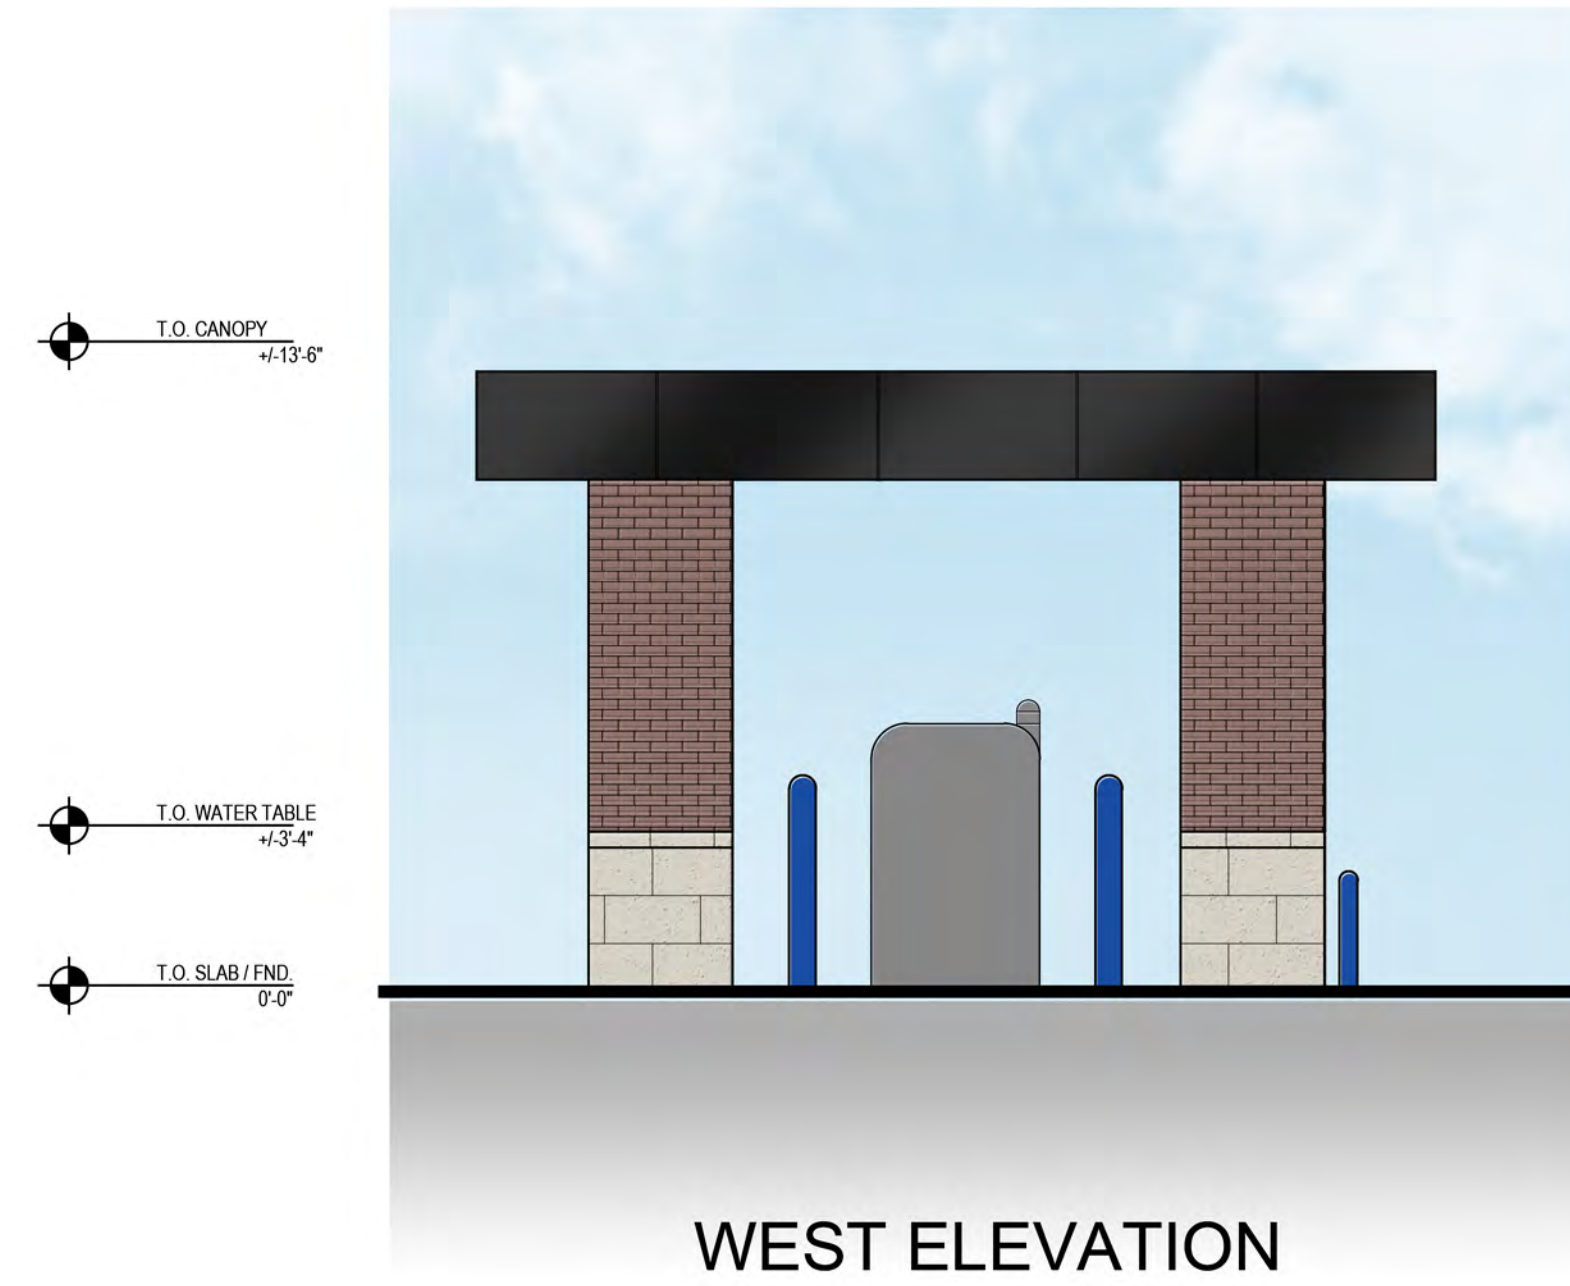 T.O. CANOPY
+/-13'-6"
T.O. WATER TABLE
+/-3'-4"
T.O. SLAB / FND.
0'-0"
WEST ELEVATION